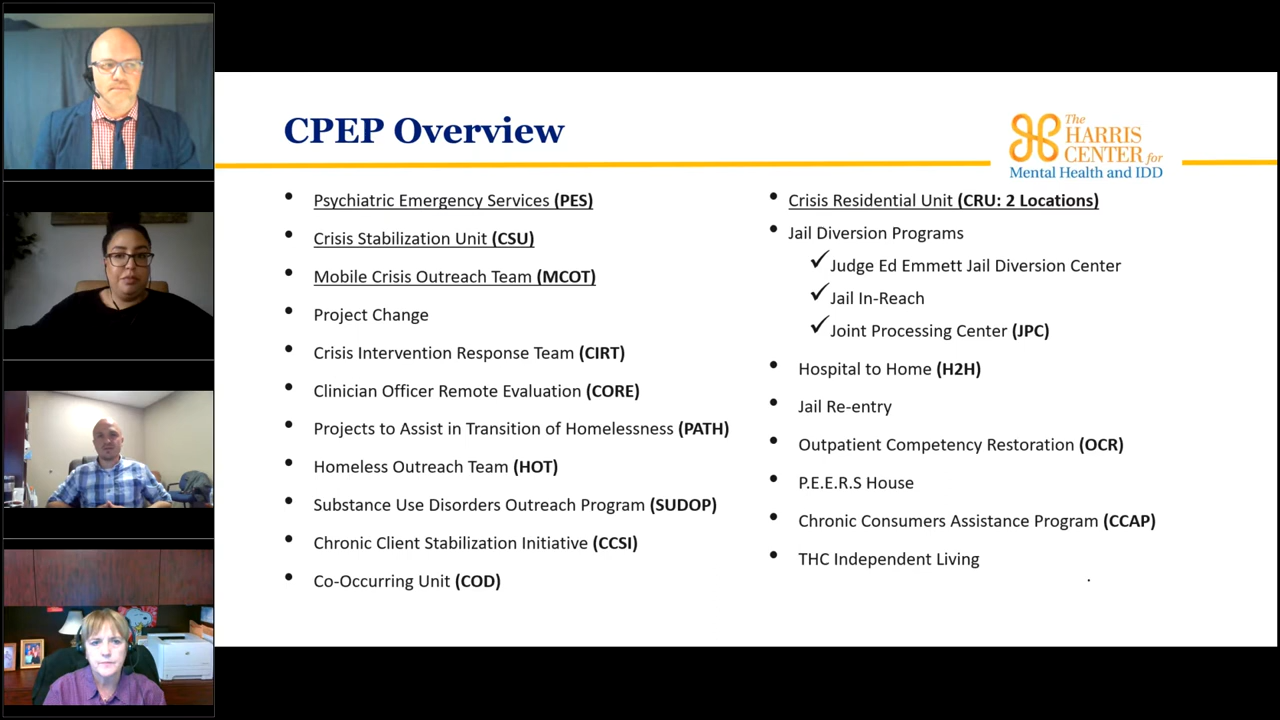 CPEP Overview
The
HARRIS
CENTER for
Mental Health and IDD
• Psychiatric Emergency Services (PES)
• Crisis Stabilization Unit (CSU)
• Mobile Crisis Outreach Team (MCOT)
• Project Change
• Crisis Intervention Response Team (CIRT)
• Clinician Officer Remote Evaluation (CORE)
• Projects to Assist in Transition of Homelessness (PATH)
• Homeless Outreach Team (HOT)
• Substance Use Disorders Outreach Program (SUDOP)
• Chronic Client Stabilization Initiative (CCSI)
• Co-Occurring Unit (COD)
• Crisis Residential Unit (CRU: 2 Locations)
• Jail Diversion Programs
✓Judge Ed Emmett Jail Diversion Center
✓Jail In-Reach
✓Joint Processing Center (JPC)
• Hospital to Home (H2H)
• Jail Re-entry
• Outpatient Competency Restoration (OCR)
• P.E.E.R.S House
• Chronic Consumers Assistance Program (CCAP)
• THC Independent Living
.